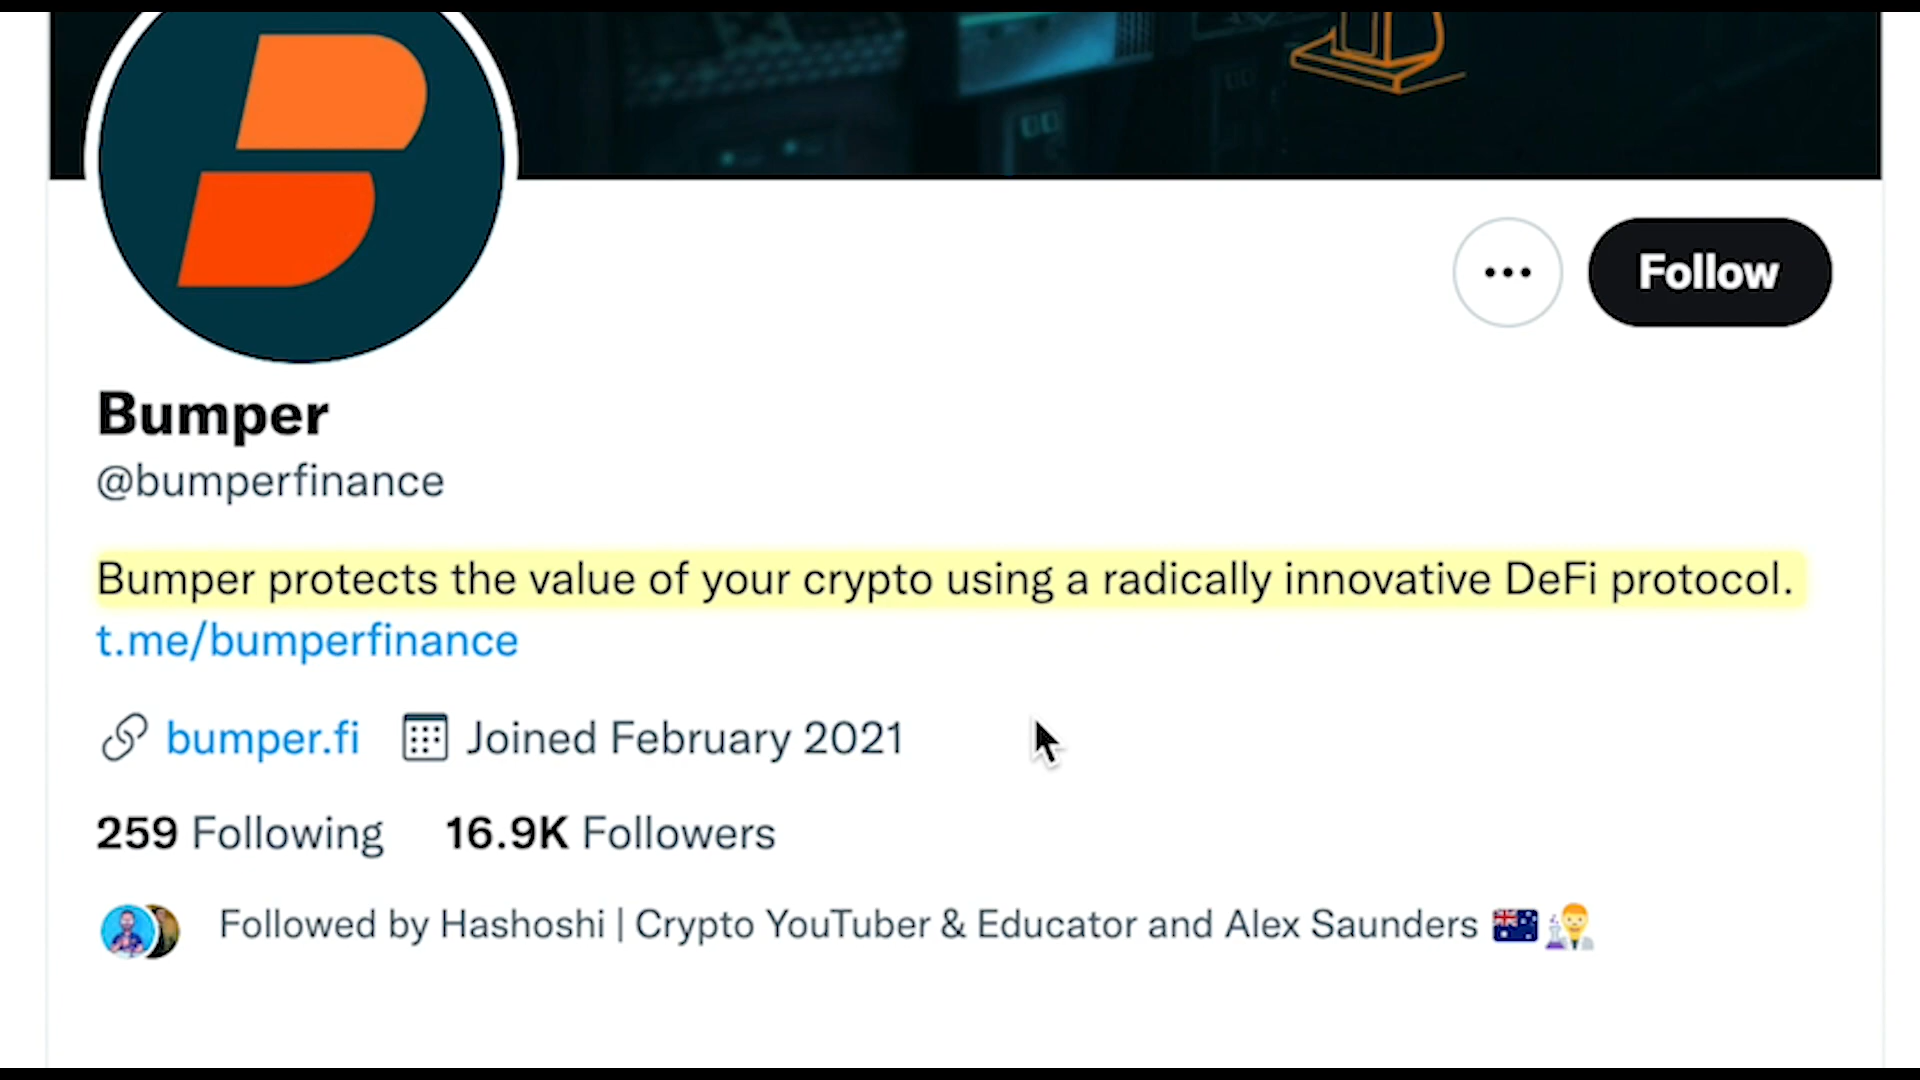 Follow
Bumper
@bumperfinance
Bumper protects the value of your crypto using a radically innovative DeFi protocol.
t.me/bumperfinance
bumper.fi Joined February 2021
259 Following 16.9K Followers
Followed by Hashoshi | Crypto YouTuber & Educator and Alex Saunders 🇦🇺👨‍🔬